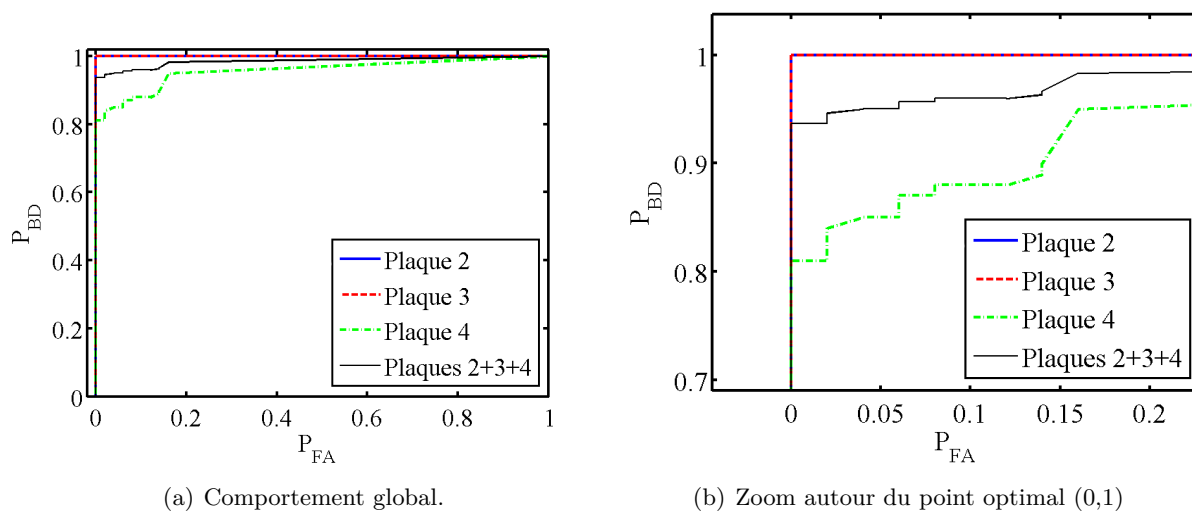 1
0.8
0.6
0.4
0.2
0
P_BD
0
0.2
0.4
0.6
0.8
1
P_FA
Plaque 2
Plaque 3
Plaque 4
Plaques 2+3+4
(a) Comportement global.
1
0.9
0.8
0.7
P_BD
0
0.05
0.1
0.15
0.2
P_FA
Plaque 2
Plaque 3
Plaque 4
Plaques 2+3+4
(b) Zoom autour du point optimal (0,1)